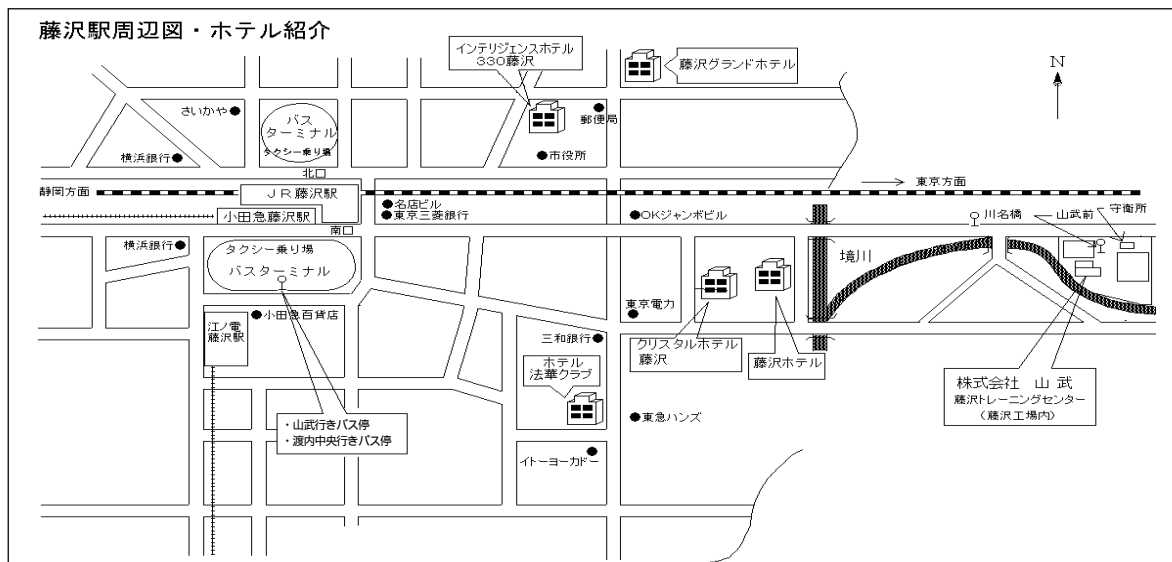 藤沢駅周辺図・ホテル紹介
インテリジェンスホテル
330藤沢
藤沢グランドホテル
N
さいかや
バス
ターミナル
タクシー乗り場
郵便局
横浜銀行
市役所
北口
静岡方面
JR藤沢駅
東京方面
小田急藤沢駅
名店ビル
東京三菱銀行
OKジャンボビル
川名橋
山武前
守衛所
南口
横浜銀行
タクシー乗り場
バスターミナル
境川
小田急百貨店
東京電力
江ノ電
藤沢駅
三和銀行
クリスタルホテル
藤沢
藤沢ホテル
ホテル
法華クラブ
株式会社 山武
藤沢トレーニングセンター
(藤沢工場内)
・山武行きバス停
・渡内中央行きバス停
東急ハンズ
イトーヨーカドー